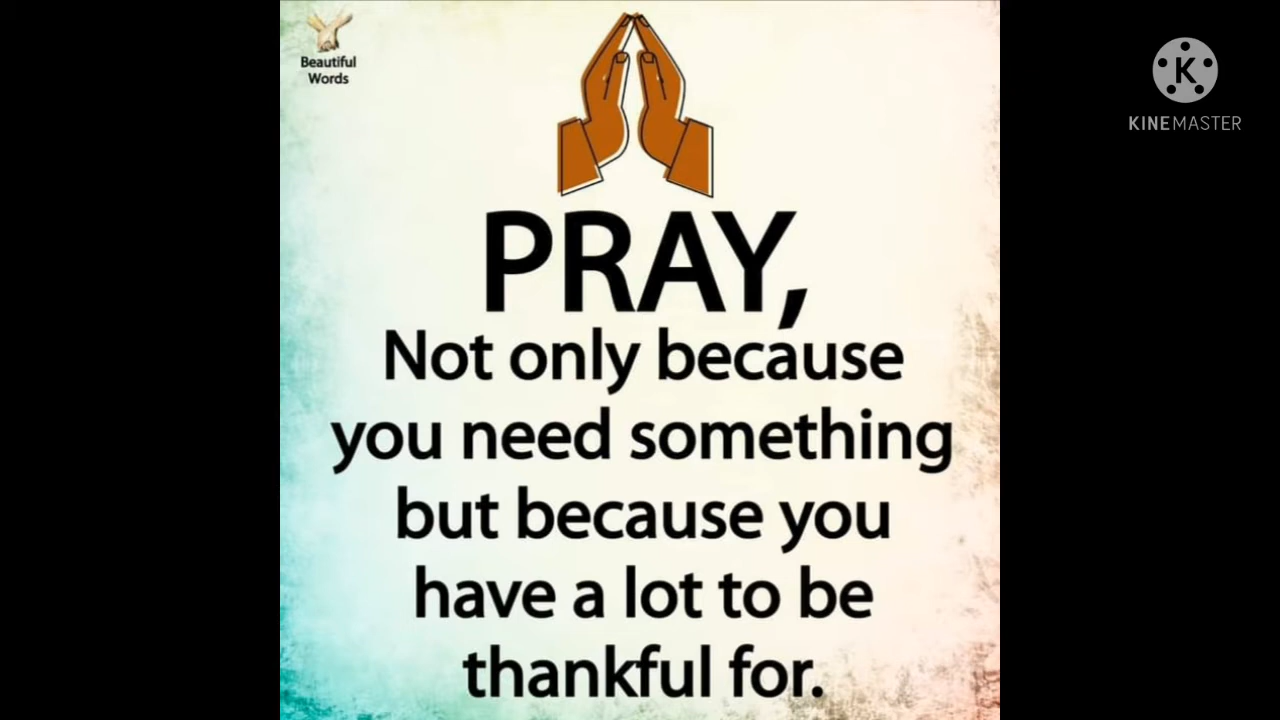 Beautiful
Words
K
KINEMASTER
PRAY,
Not only because
you need something
but because you
have a lot to be
thankful for.